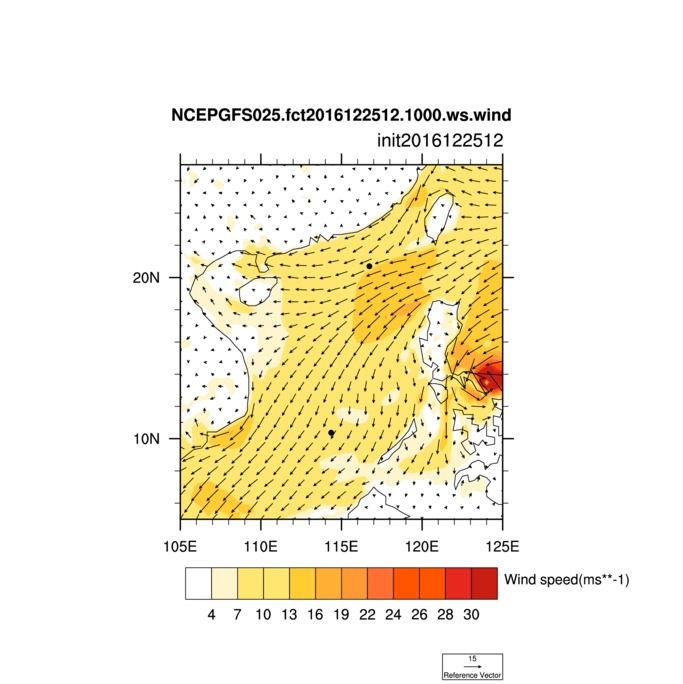 NCEPGFS025.fct2016122512.1000.ws.wind
init2016122512
20N
10N
105E 110E 115E 120E 125E
Wind speed(ms**-1)
4 7 10 13 16 19 22 24 26 28 30
15
Reference Vector